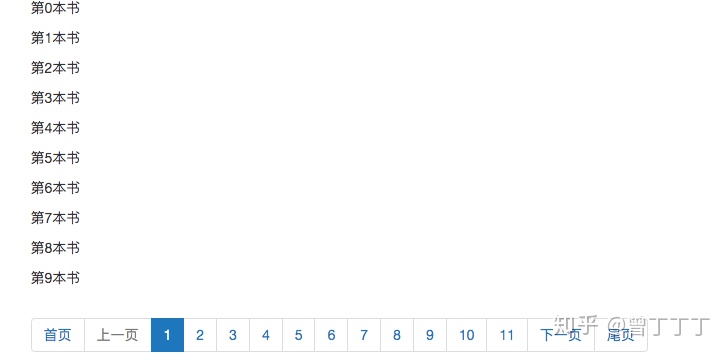 第0本书
第1本书
第2本书
第3本书
第4本书
第5本书
第6本书
第7本书
第8本书
第9本书
首页 上一页 1 2 3 4 5 6 7 8 9 10 11 下一页 尾页
知乎 @曾丁丁丁